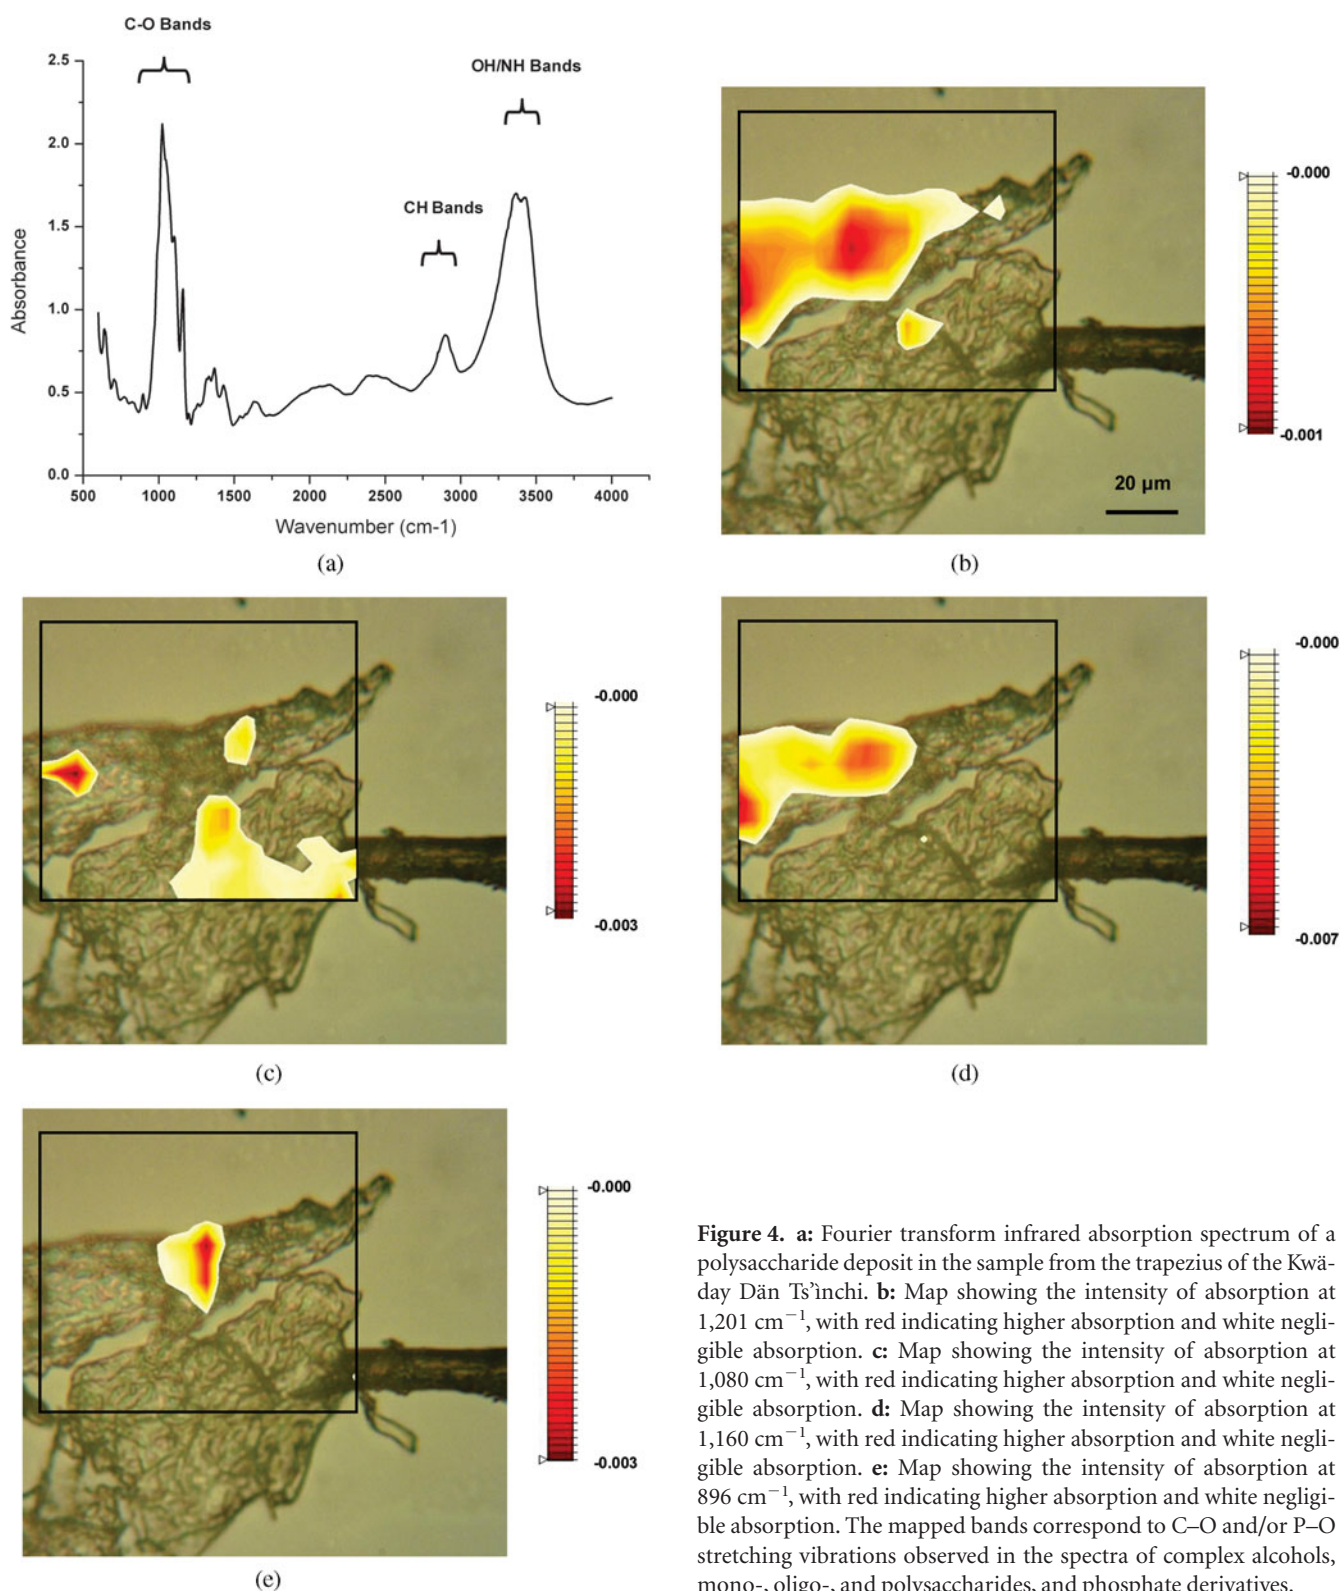 C-O Bands
OH/NH Bands
CH Bands
2.5
2.0
1.5
1.0
0.5
0.0
Absorbance
500 1000 1500 2000 2500 3000 3500 4000
Wavenumber (cm-1)
(a)
-0.000
-0.001
20 µm
(b)
-0.000
-0.003
(c)
-0.000
-0.007
(d)
-0.000
-0.003
(e)
Figure 4. a: Fourier transform infrared absorption spectrum of a
polysaccharide deposit in the sample from the trapezius of the Kwä-
day Dän Ts’ìnchi. b: Map showing the intensity of absorption at
1,201 cm−1, with red indicating higher absorption and white negli-
gible absorption. c: Map showing the intensity of absorption at
1,080 cm−1, with red indicating higher absorption and white negli-
gible absorption. d: Map showing the intensity of absorption at
1,160 cm−1, with red indicating higher absorption and white negli-
gible absorption. e: Map showing the intensity of absorption at
896 cm−1, with red indicating higher absorption and white negligi-
ble absorption. The mapped bands correspond to C–O and/or P–O
stretching vibrations observed in the spectra of complex alcohols,
mono-, oligo-, and polysaccharides, and phosphate derivatives.